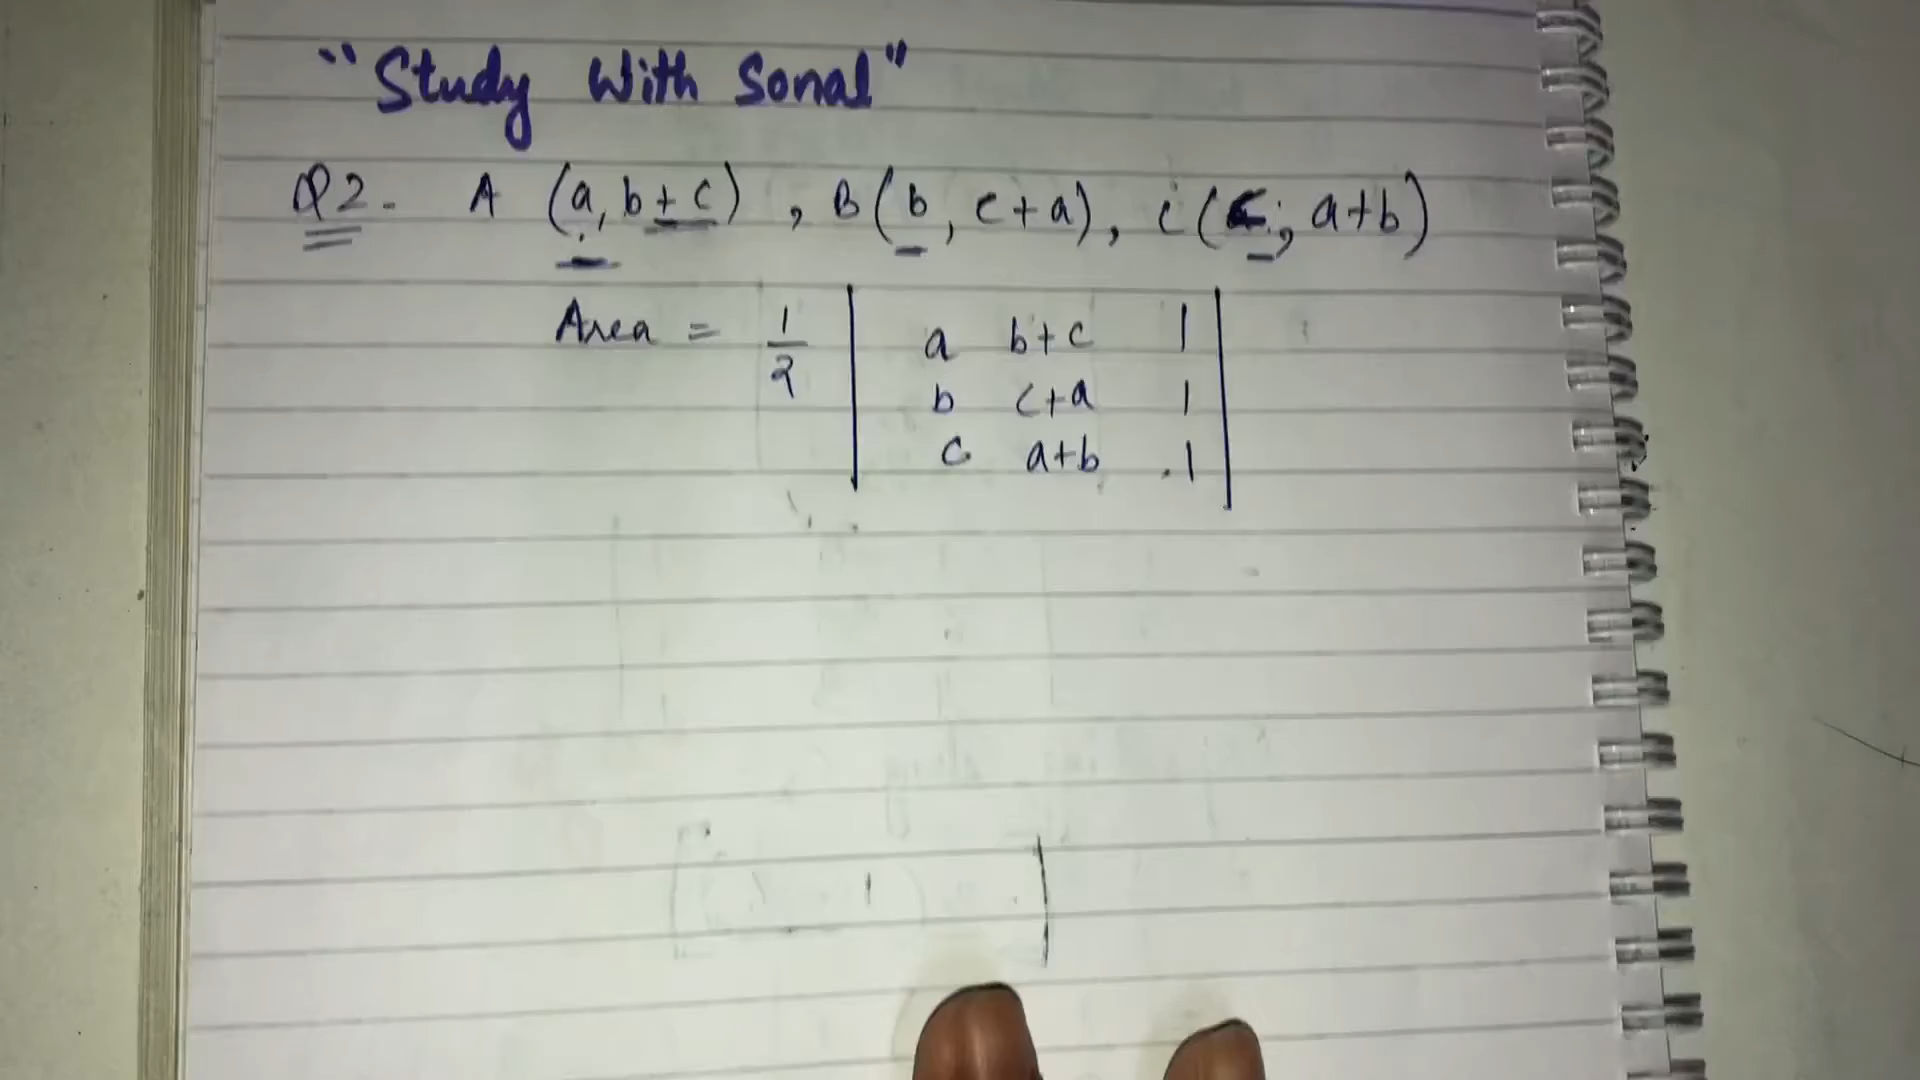 "Study With Sonal"
Q2- A (a, b+c), B(b, c+a), C(c, a+b)
Area = 1/2 | a b+c 1 |
b c+a 1
c a+b 1